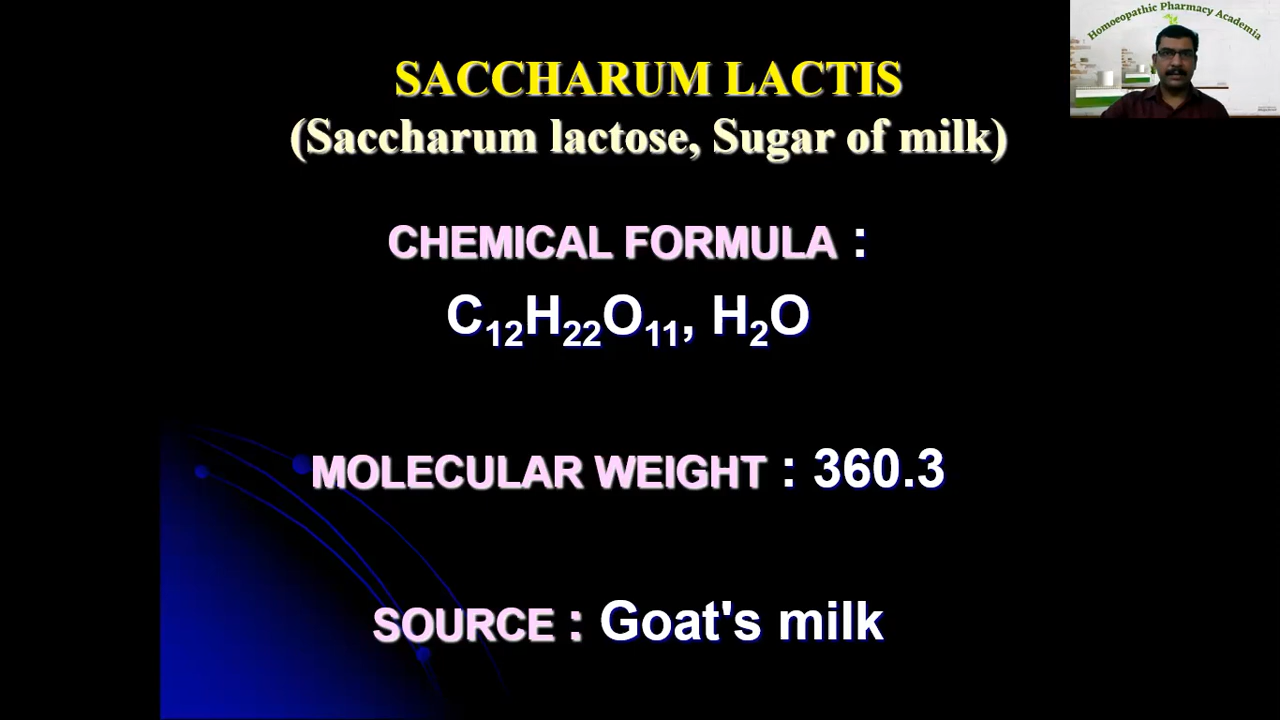 Homoeopathic Pharmacy Academia
SACCHARUM LACTIS
(Saccharum lactose, Sugar of milk)
CHEMICAL FORMULA :
C₁₂H₂₂O₁₁, H₂O
MOLECULAR WEIGHT : 360.3
SOURCE : Goat's milk